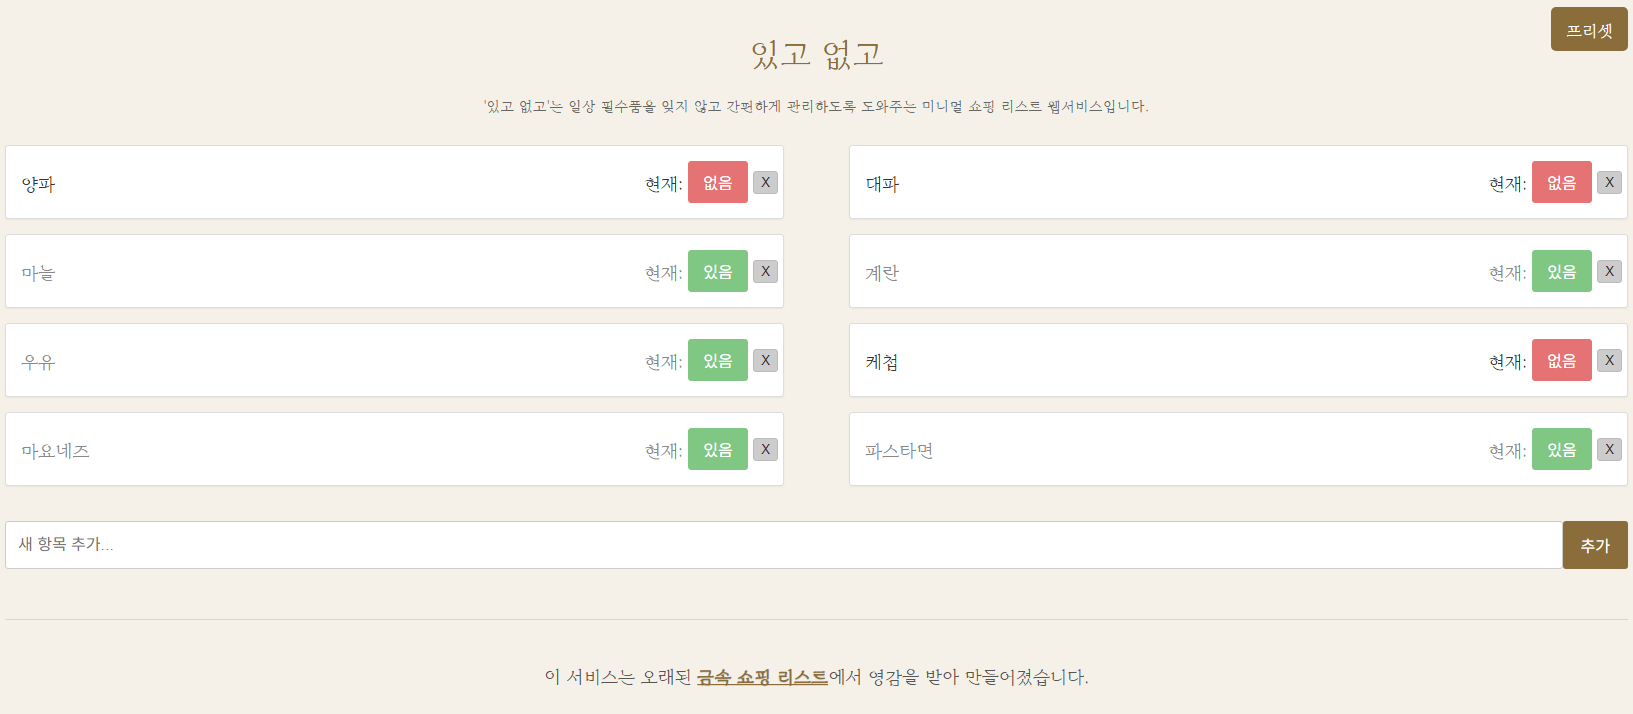 프리셋
있고 없고
'있고 없고'는 일상 필수품을 잊지 않고 간편하게 관리하도록 도와주는 미니멀 쇼핑 리스트 웹서비스입니다.
양파 현재: 없음 X
대파 현재: 없음 X
마늘 현재: 있음 X
계란 현재: 있음 X
우유 현재: 있음 X
케첩 현재: 없음 X
마요네즈 현재: 있음 X
파스타면 현재: 있음 X
새 항목 추가... 추가
이 서비스는 오래된 금속 쇼핑 리스트에서 영감을 받아 만들어졌습니다.